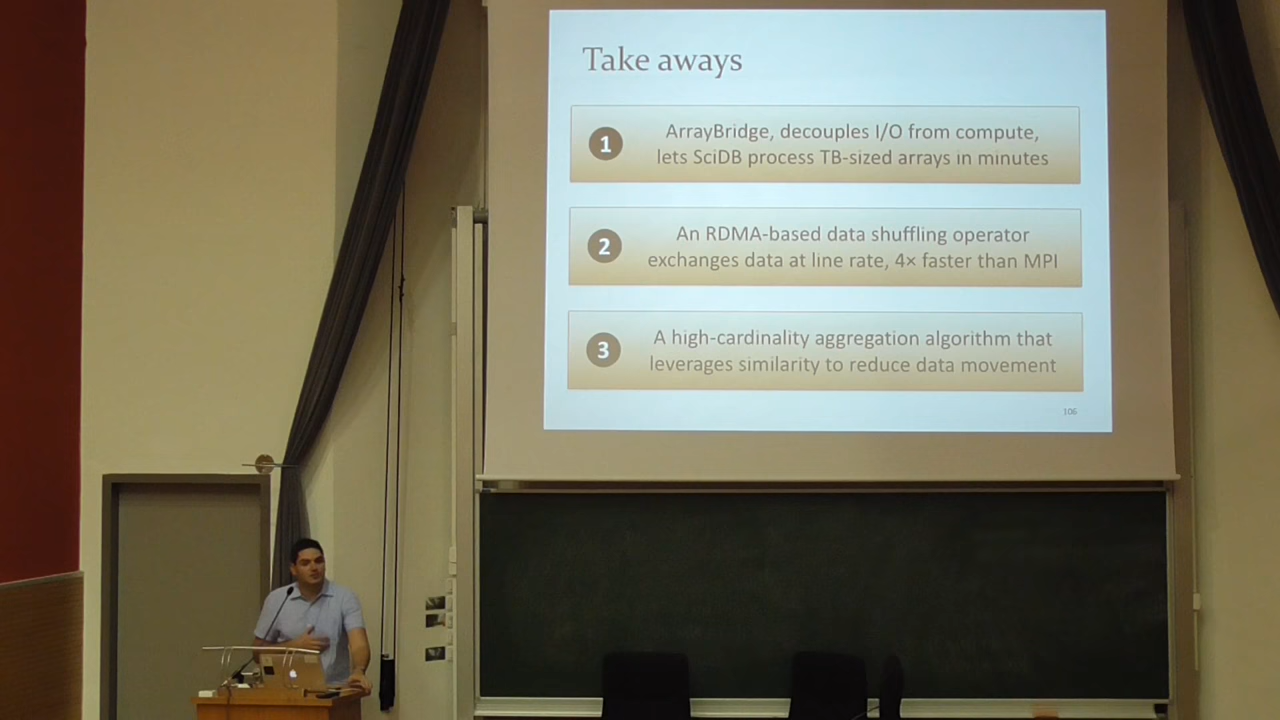 Take aways
1
ArrayBridge, decouples I/O from compute,
lets SciDB process TB-sized arrays in minutes
2
An RDMA-based data shuffling operator
exchanges data at line rate, 4× faster than MPI
3
A high-cardinality aggregation algorithm that
leverages similarity to reduce data movement
106